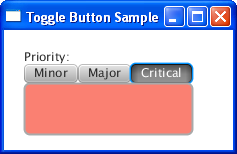 Toggle Button Sample
Priority:
Minor Major Critical